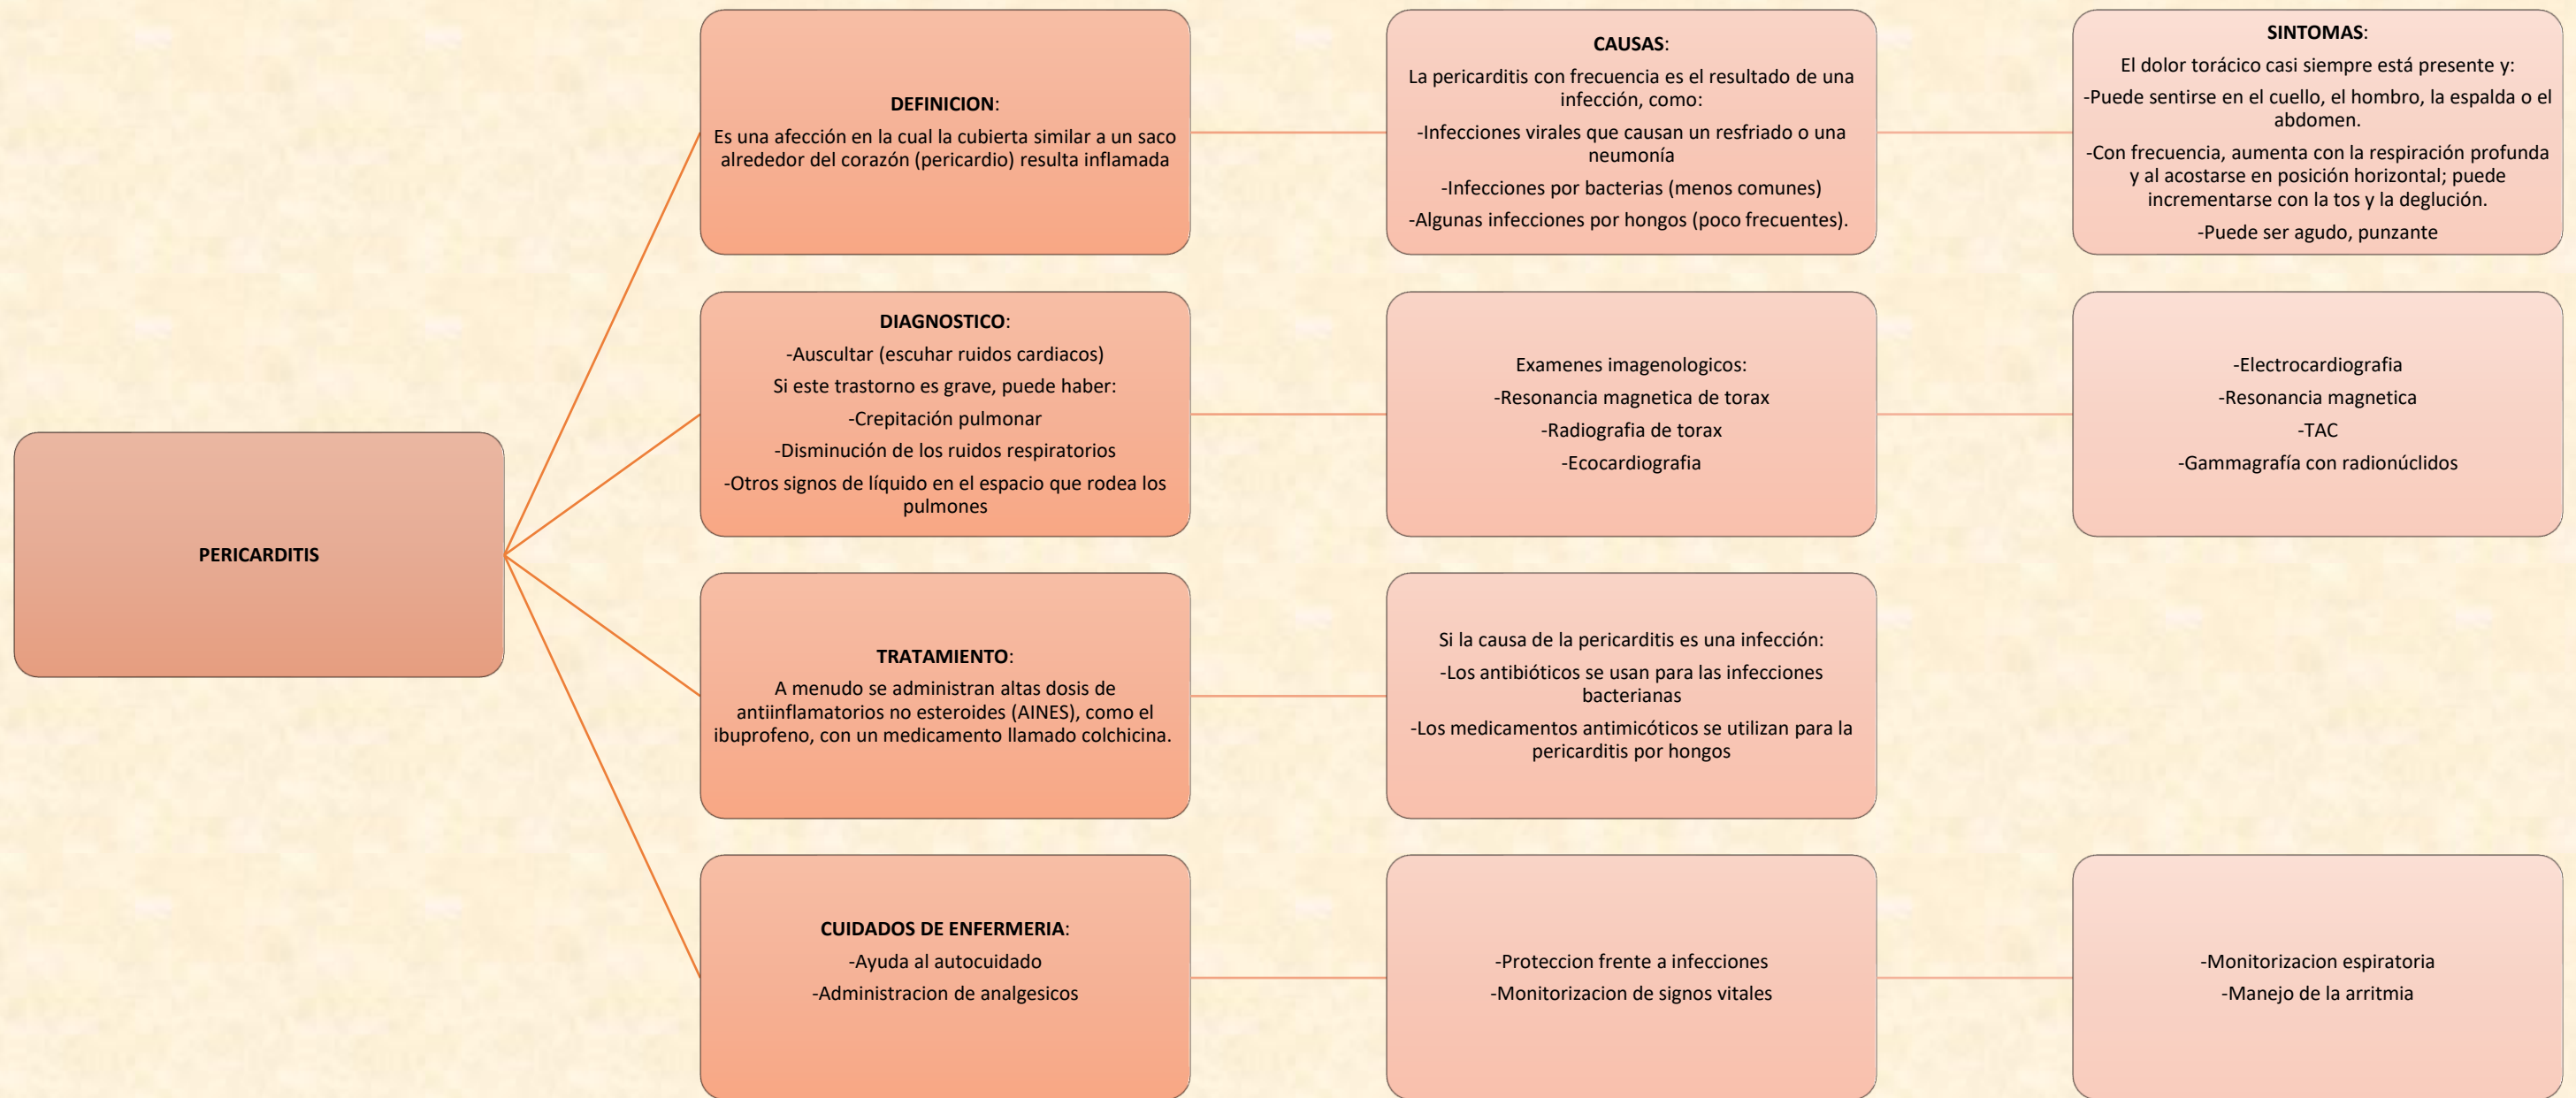 PERICARDITIS
DEFINICION:
Es una afección en la cual la cubierta similar a un saco
alrededor del corazón (pericardio) resulta inflamada
CAUSAS:
La pericarditis con frecuencia es el resultado de una
infección, como:
-Infecciones virales que causan un resfriado o una
neumonía
-Infecciones por bacterias (menos comunes)
-Algunas infecciones por hongos (poco frecuentes).
SINTOMAS:
El dolor torácico casi siempre está presente y:
-Puede sentirse en el cuello, el hombro, la espalda o el
abdomen.
-Con frecuencia, aumenta con la respiración profunda
y al acostarse en posición horizontal; puede
incrementarse con la tos y la deglución.
-Puede ser agudo, punzante
DIAGNOSTICO:
-Auscultar (escuhar ruidos cardiacos)
Si este trastorno es grave, puede haber:
-Crepitación pulmonar
-Disminución de los ruidos respiratorios
-Otros signos de líquido en el espacio que rodea los
pulmones
Examenes imagenologicos:
-Resonancia magnetica de torax
-Radiografia de torax
-Ecocardiografia
-Electrocardiografia
-Resonancia magnetica
-TAC
-Gammagrafía con radionúclidos
TRATAMIENTO:
A menudo se administran altas dosis de
antiinflamatorios no esteroides (AINES), como el
ibuprofeno, con un medicamento llamado colchicina.
Si la causa de la pericarditis es una infección:
-Los antibióticos se usan para las infecciones
bacterianas
-Los medicamentos antimicóticos se utilizan para la
pericarditis por hongos
CUIDADOS DE ENFERMERIA:
-Ayuda al autocuidado
-Administracion de analgesicos
-Proteccion frente a infecciones
-Monitorizacion de signos vitales
-Monitorizacion espiratoria
-Manejo de la arritmia